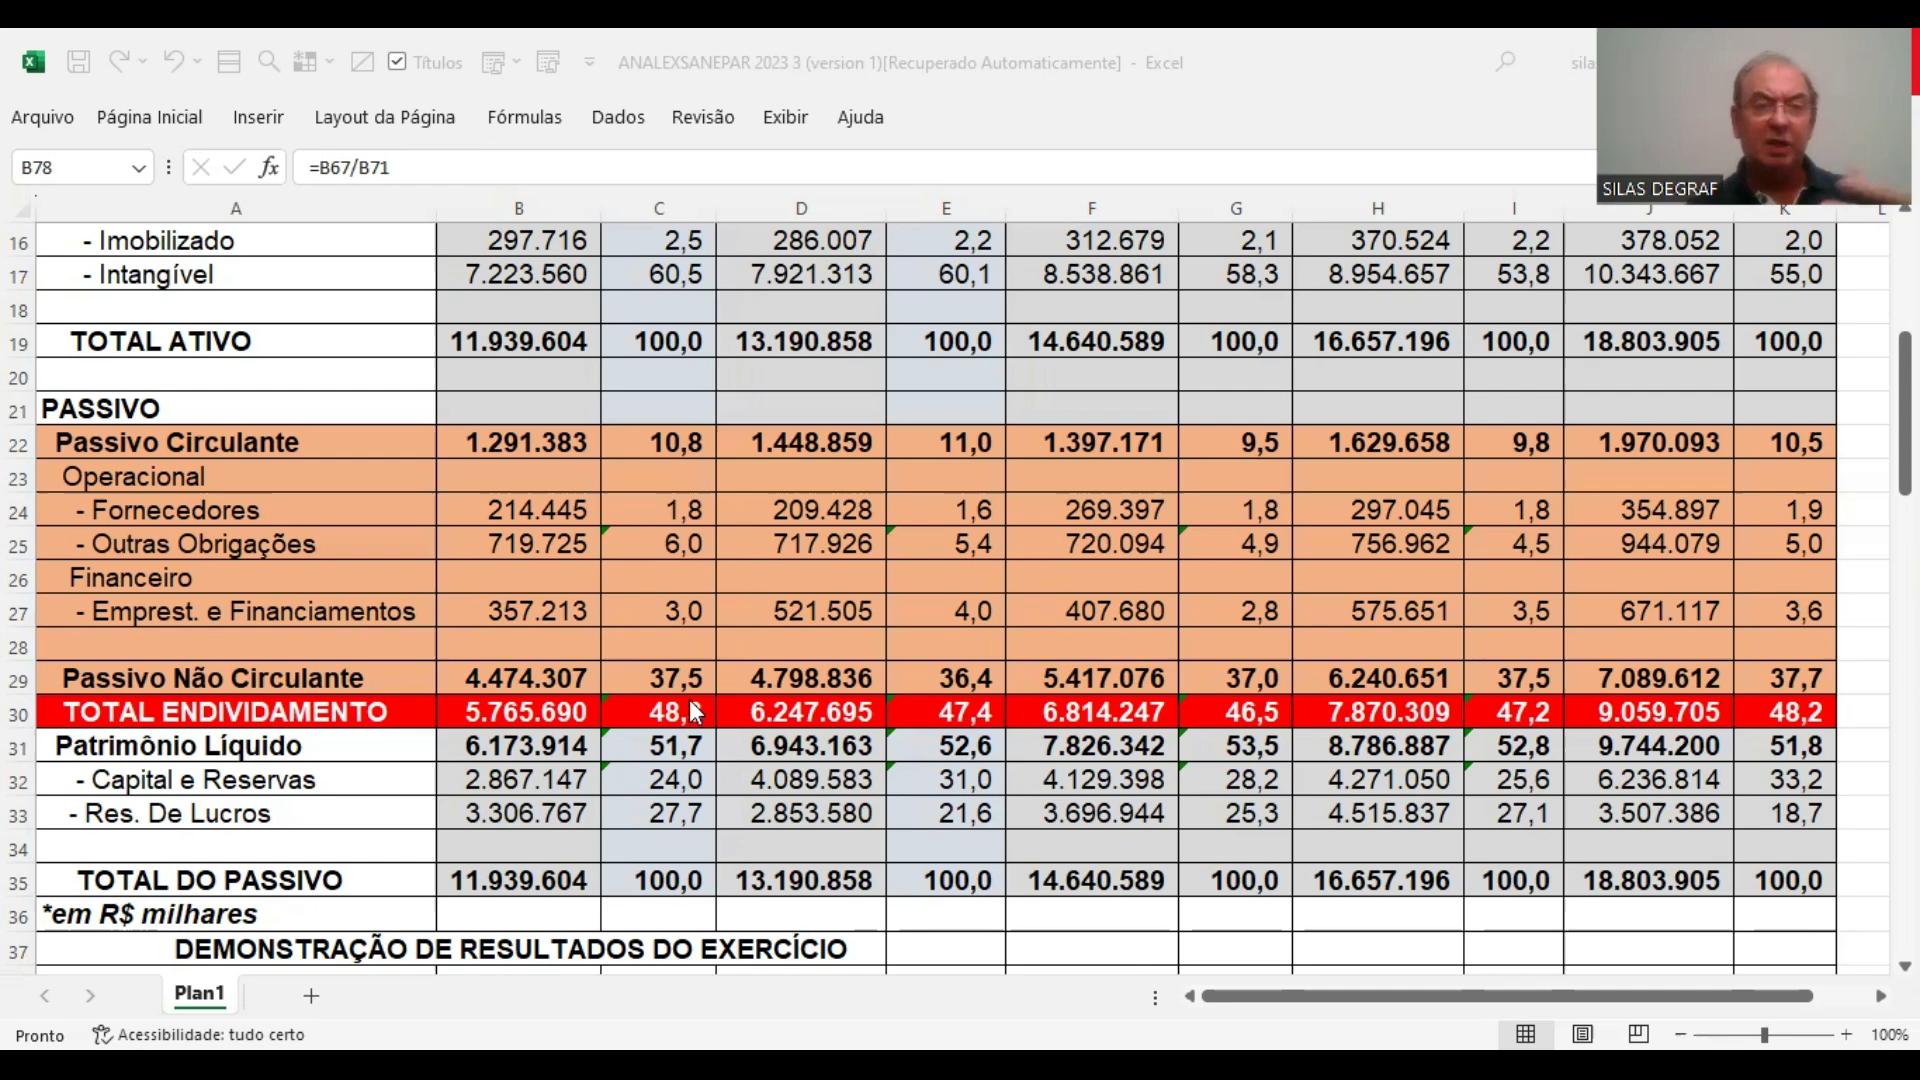 Títulos
ANALEXSANEPAR 2023 3 (version 1)[Recuperado Automaticamente] - Excel
sila
Arquivo Página Inicial Inserir Layout da Página Fórmulas Dados Revisão Exibir Ajuda
B78 fx =B67/B71
SILAS DEGRAF
A B C D E F G H I J K L
16 - Imobilizado 297.716 2,5 286.007 2,2 312.679 2,1 370.524 2,2 378.052 2,0
17 - Intangível 7.223.560 60,5 7.921.313 60,1 8.538.861 58,3 8.954.657 53,8 10.343.667 55,0
18
19 TOTAL ATIVO 11.939.604 100,0 13.190.858 100,0 14.640.589 100,0 16.657.196 100,0 18.803.905 100,0
20
21 PASSIVO
22 Passivo Circulante 1.291.383 10,8 1.448.859 11,0 1.397.171 9,5 1.629.658 9,8 1.970.093 10,5
23 Operacional
24 - Fornecedores 214.445 1,8 209.428 1,6 269.397 1,8 297.045 1,8 354.897 1,9
25 - Outras Obrigações 719.725 6,0 717.926 5,4 720.094 4,9 756.962 4,5 944.079 5,0
26 Financeiro
27 - Emprest. e Financiamentos 357.213 3,0 521.505 4,0 407.680 2,8 575.651 3,5 671.117 3,6
28
29 Passivo Não Circulante 4.474.307 37,5 4.798.836 36,4 5.417.076 37,0 6.240.651 37,5 7.089.612 37,7
30 TOTAL ENDIVIDAMENTO 5.765.690 48, 6.247.695 47,4 6.814.247 46,5 7.870.309 47,2 9.059.705 48,2
31 Patrimônio Líquido 6.173.914 51,7 6.943.163 52,6 7.826.342 53,5 8.786.887 52,8 9.744.200 51,8
32 - Capital e Reservas 2.867.147 24,0 4.089.583 31,0 4.129.398 28,2 4.271.050 25,6 6.236.814 33,2
33 - Res. De Lucros 3.306.767 27,7 2.853.580 21,6 3.696.944 25,3 4.515.837 27,1 3.507.386 18,7
34
35 TOTAL DO PASSIVO 11.939.604 100,0 13.190.858 100,0 14.640.589 100,0 16.657.196 100,0 18.803.905 100,0
36 *em R$ milhares
37 DEMONSTRAÇÃO DE RESULTADOS DO EXERCÍCIO
Plan1
Pronto Acessibilidade: tudo certo 100%